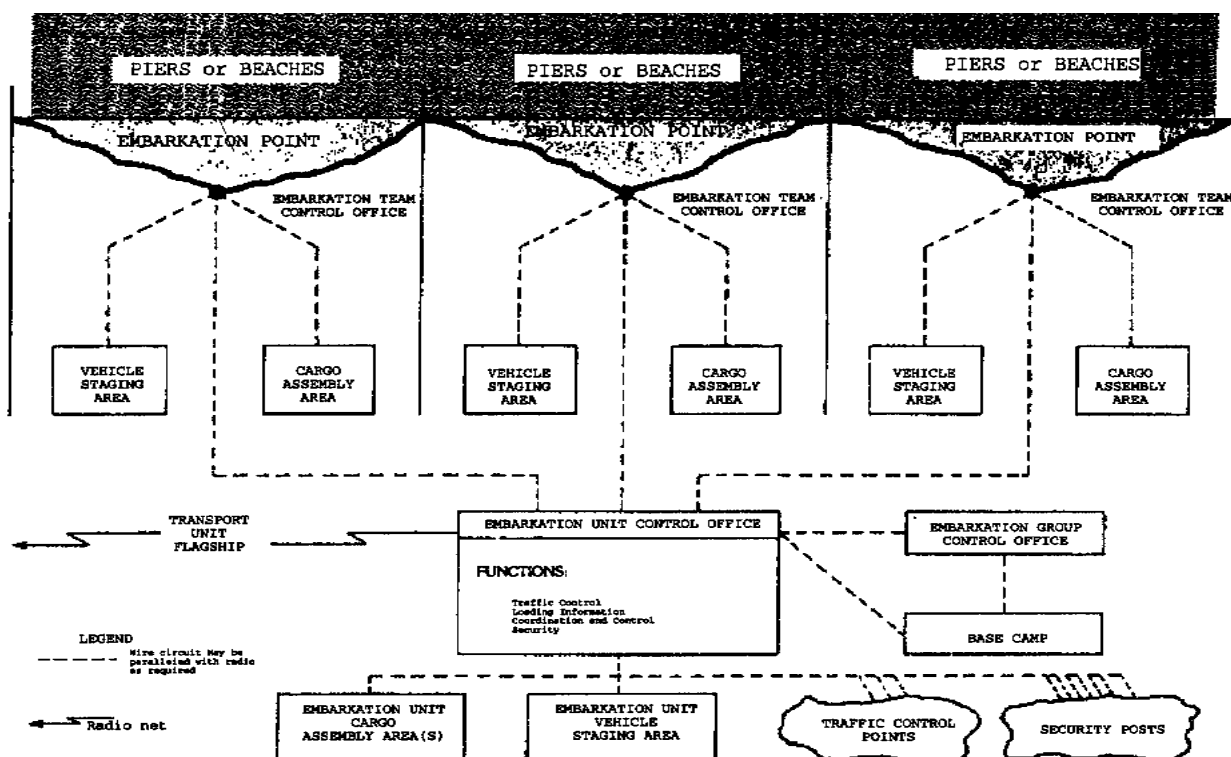 PIERS or BEACHES
PIERS or BEACHES
PIERS or BEACHES
EMBARKATION POINT
EMBARKATION POINT
EMBARKATION POINT
EMBARKATION TEAM
CONTROL OFFICE
EMBARKATION TEAM
CONTROL OFFICE
EMBARKATION TEAM
CONTROL OFFICE
VEHICLE
STAGING
AREA
CARGO
ASSEMBLY
AREA
VEHICLE
STAGING
AREA
CARGO
ASSEMBLY
AREA
VEHICLE
STAGING
AREA
CARGO
ASSEMBLY
AREA
TRANSPORT
UNIT
FLAGSHIP
EMBARKATION UNIT CONTROL OFFICE
FUNCTIONS:
Traffic Control
Loading Information
Coordination and Control
Security
EMBARKATION GROUP
CONTROL OFFICE
BASE CAMP
LEGEND
Wire circuit May be
paralleled with radio
as required
Radio net
EMBARKATION UNIT
CARGO
ASSEMBLY AREA(S)
EMBARKATION UNIT
VEHICLE
STAGING AREA
TRAFFIC CONTROL
POINTS
SECURITY POSTS